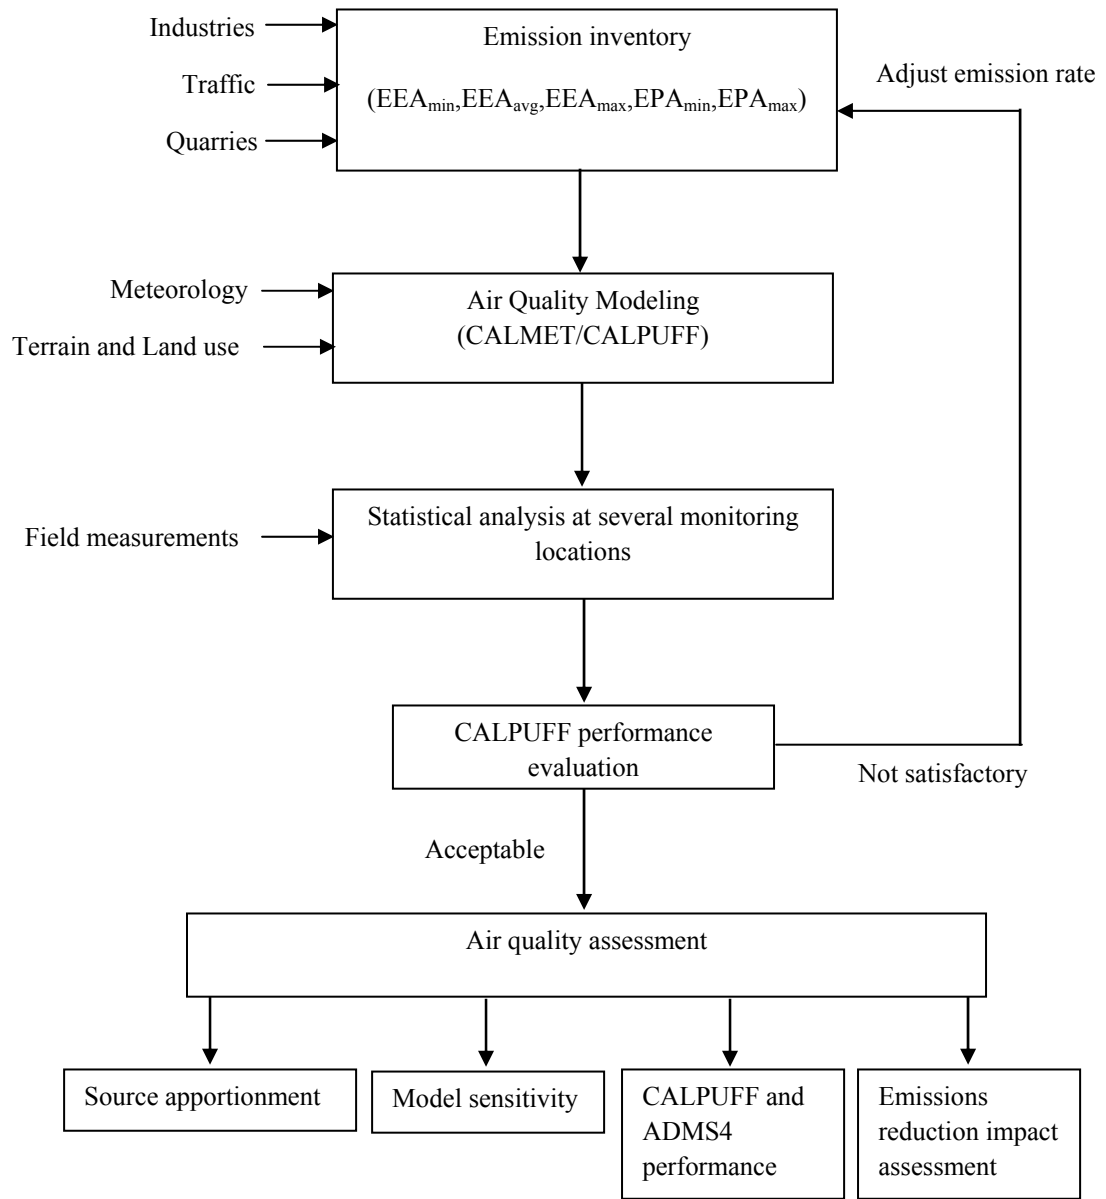 Industries
Traffic
Quarries
Emission inventory
(EEAmin,EEAavg,EEAmax,EPAmin,EPAmax)
Adjust emission rate
Meteorology
Terrain and Land use
Air Quality Modeling
(CALMET/CALPUFF)
Field measurements
Statistical analysis at several monitoring
locations
CALPUFF performance
evaluation
Not satisfactory
Acceptable
Air quality assessment
Source apportionment
Model sensitivity
CALPUFF and
ADMS4
performance
Emissions
reduction impact
assessment